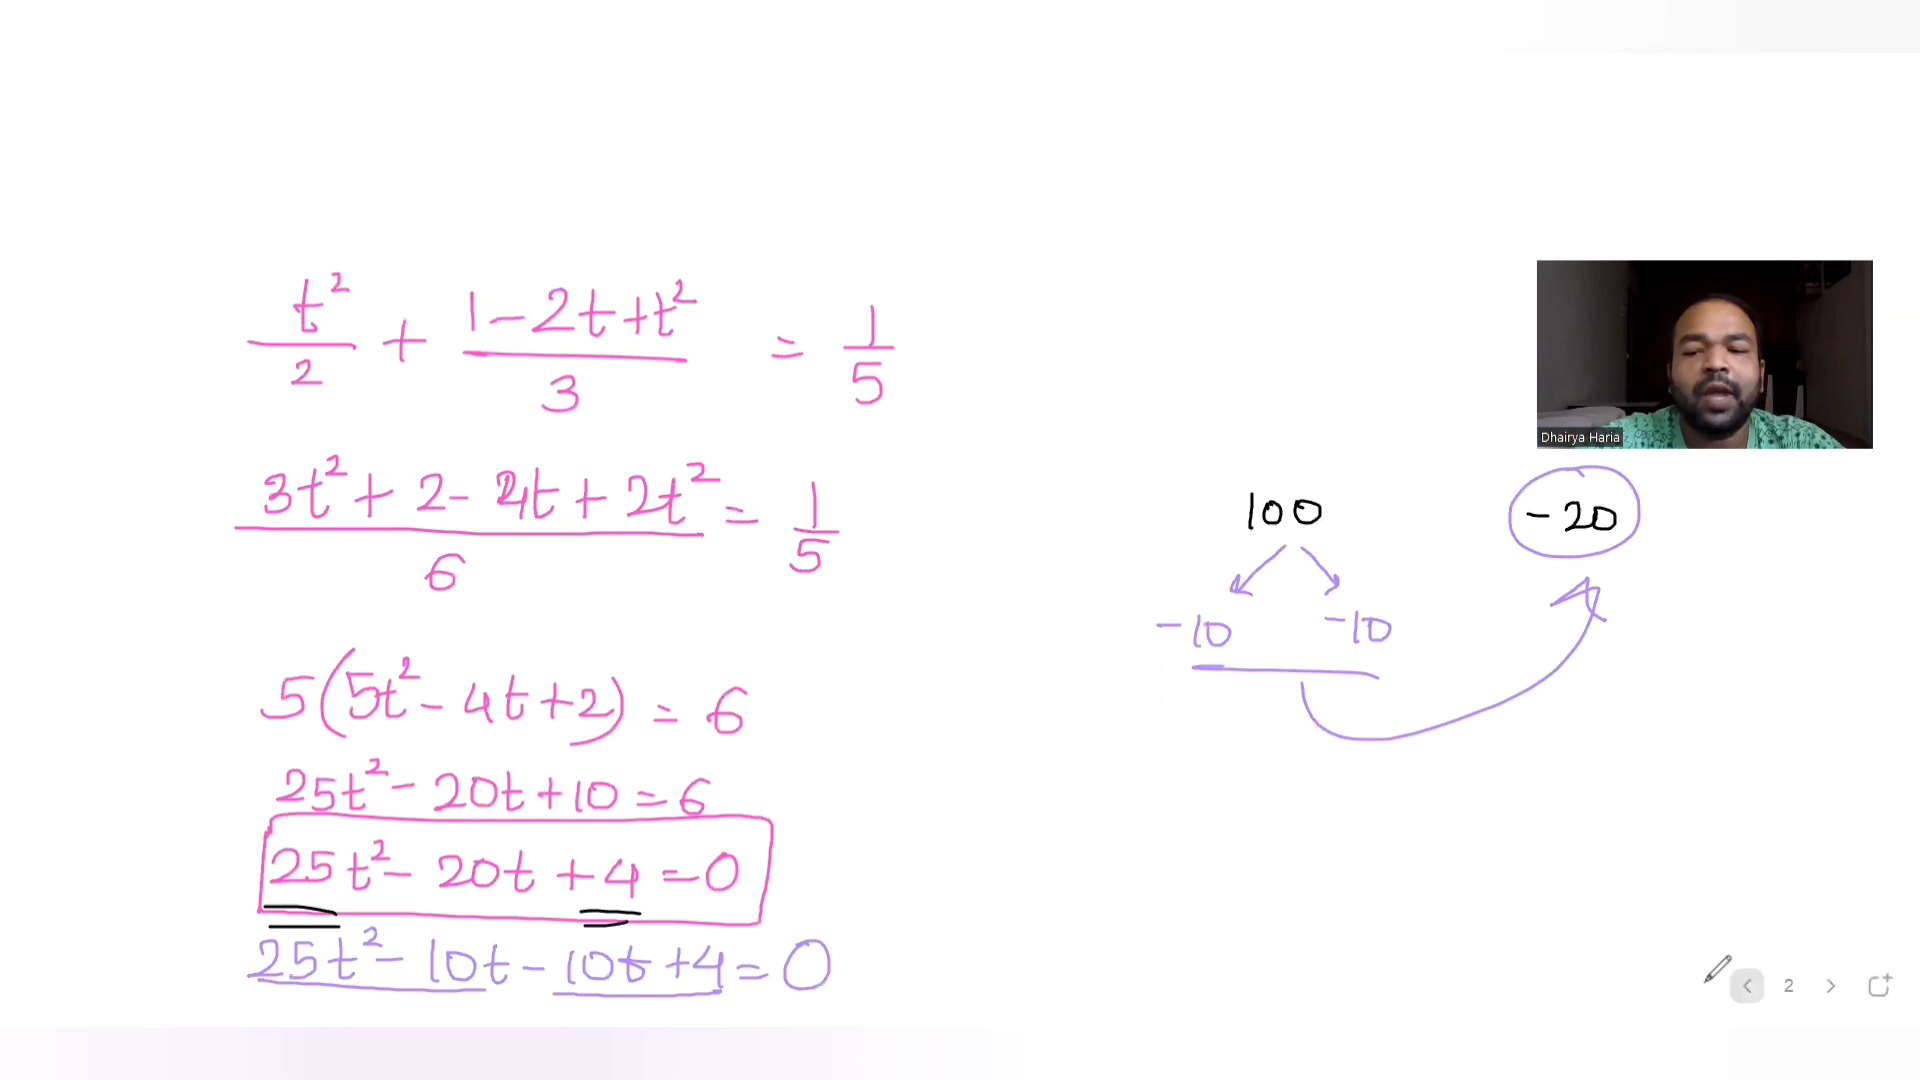 t²/2 + (1-2t+t²)/3 = 1/5
(3t²+2-4t+2t²)/6 = 1/5
5(5t²-4t+2) = 6
25t²-20t+10=6
25t²-20t+4=0
25t²-10t-10t+4=0
Dhairya Haria
100 -20
-10 -10
2